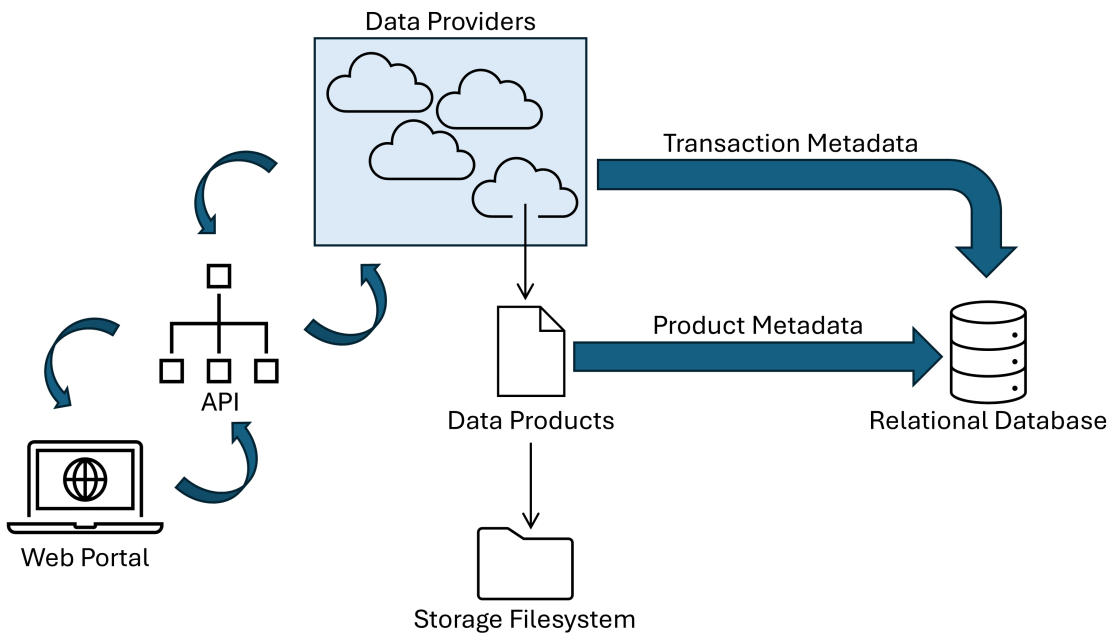 Data Providers
Transaction Metadata
Product Metadata
API
Data Products
Relational Database
Web Portal
Storage Filesystem